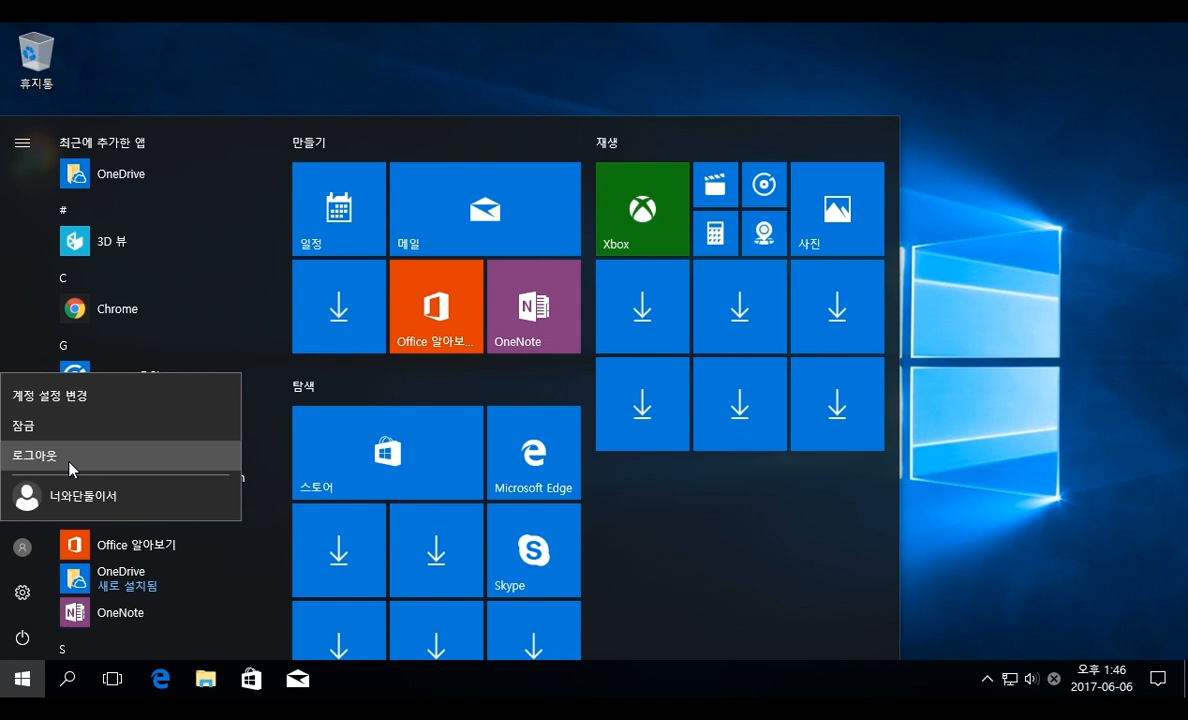 휴지통
최근에 추가한 앱
OneDrive
#
3D 뷰
C
Chrome
G
계정 설정 변경
잠금
로그아웃
너와단둘이서
Office 알아보기
OneDrive
새로 설치됨
OneNote
S
만들기
일정
메일
Office 알아보...
OneNote
탐색
스토어
Microsoft Edge
Skype
재생
Xbox
사진
오후 1:46
2017-06-06